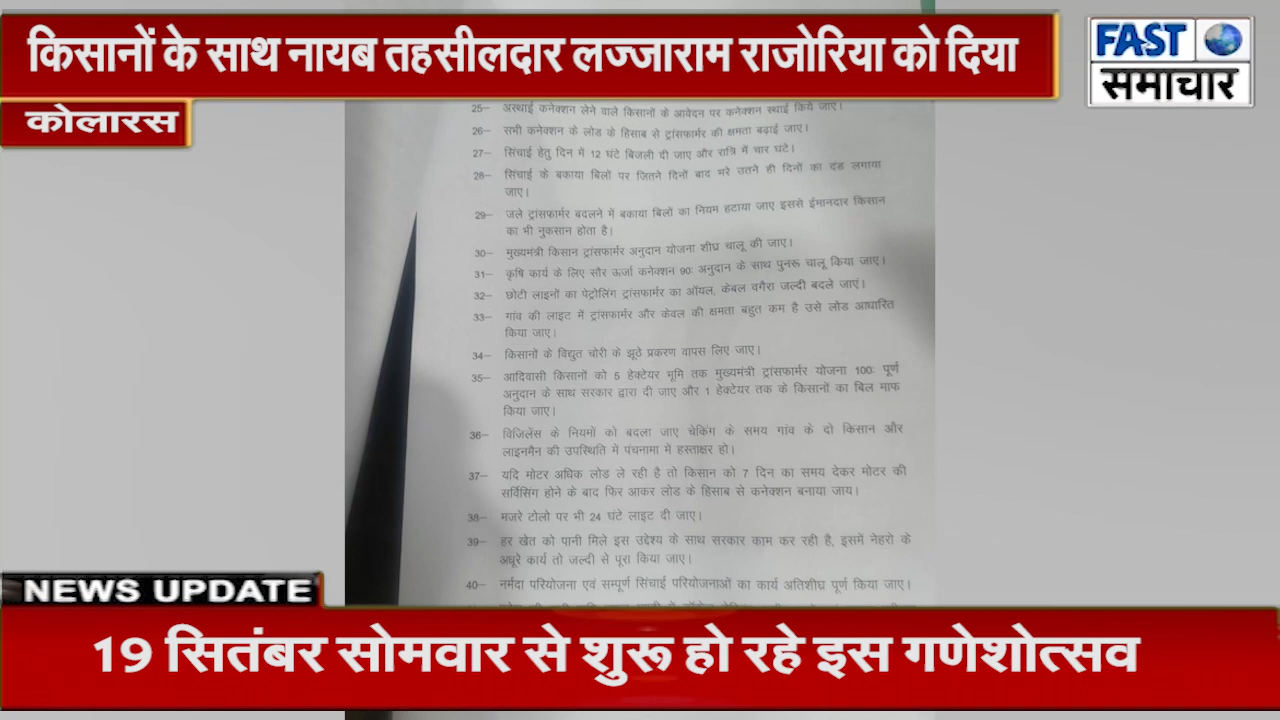 किसानों के साथ नायब तहसीलदार लज्जाराम राजोरिया को दिया
FAST
समाचार
कोलारस
25— अस्थाई कनेक्शन लेने वाले किसानों के आवेदन पर कनेक्शन स्थाई किये जाए।
26— सभी कनेक्शन के लोड के हिसाब से ट्रांसफार्मर की क्षमता बढ़ाई जाए।
27— सिंचाई हेतु दिन में 12 घंटे बिजली दी जाए और रात्रि में चार घंटे।
28— सिंचाई के बकाया बिलों पर जितने दिनों बाद भरे उतने ही दिनों का दंड लगाया
जाए।
29— जले ट्रांसफार्मर बदलने में बकाया बिलों का नियम हटाया जाए इससे ईमानदार किसान
का भी नुकसान होता है।
30— मुख्यमंत्री किसान ट्रांसफार्मर अनुदान योजना शीघ्र चालू की जाए।
31— कृषि कार्य के लिए सौर ऊर्जा कनेक्शन 90: अनुदान के साथ पुनरू चालू किया जाए।
32— छोटी लाइनों का पेट्रोलिंग ट्रांसफार्मर का ऑयल, केबल वगैरा जल्दी बदले जाएं।
33— गांव की लाइट में ट्रांसफार्मर और केवल की क्षमता बहुत कम है उसे लोड आधारित
किया जाए।
34— किसानों के विद्युत चोरी के झूठे प्रकरण वापस लिए जाए।
35— आदिवासी किसानों को 5 हेक्टेयर भूमि तक मुख्यमंत्री ट्रांसफार्मर योजना 100: पूर्ण
अनुदान के साथ सरकार द्वारा दी जाए और 1 हेक्टेयर तक के किसानों का बिल माफ
किया जाए।
36— विजिलेंस के नियमों को बदला जाए चेकिंग के समय गांव के दो किसान और
लाइनमैन की उपस्थिति में पंचनामा में हस्ताक्षर हो।
37— यदि मोटर अधिक लोड ले रही है तो किसान को 7 दिन का समय देकर मोटर की
सर्विसिंग होने के बाद फिर आकर लोड के हिसाब से कनेक्शन बनाया जाय।
38— मजरे टोलो पर भी 24 घंटे लाइट दी जाए।
39— हर खेत को पानी मिले इस उद्देश्य के साथ सरकार काम कर रही है, इसमें नेहरो के
अधूरे कार्य तो जल्दी से पूरा किया जाए।
40— नर्मदा परियोजना एवं सम्पूर्ण सिंचाई परियोजनाओं का कार्य अतिशीघ्र पूर्ण किया जाए।
NEWS UPDATE
19 सितंबर सोमवार से शुरू हो रहे इस गणेशोत्सव